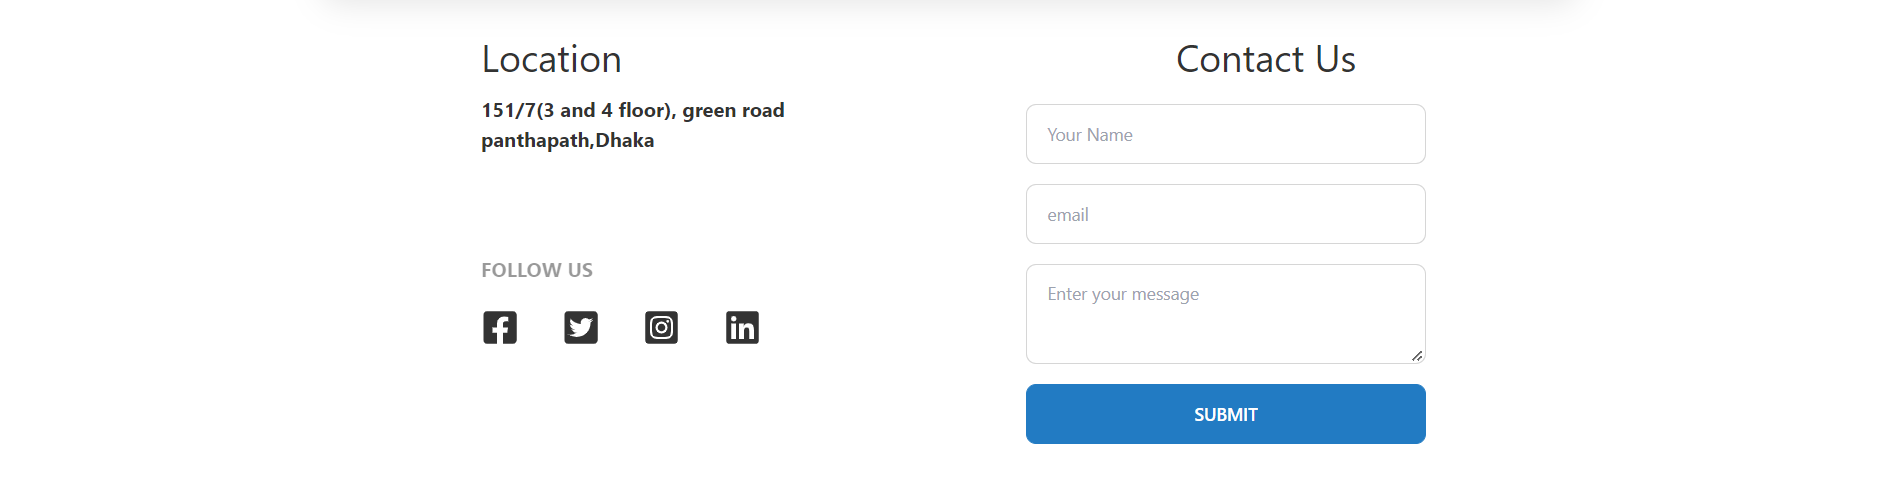 Location
151/7(3 and 4 floor), green road
panthapath,Dhaka
FOLLOW US
Contact Us
Your Name
email
Enter your message
SUBMIT